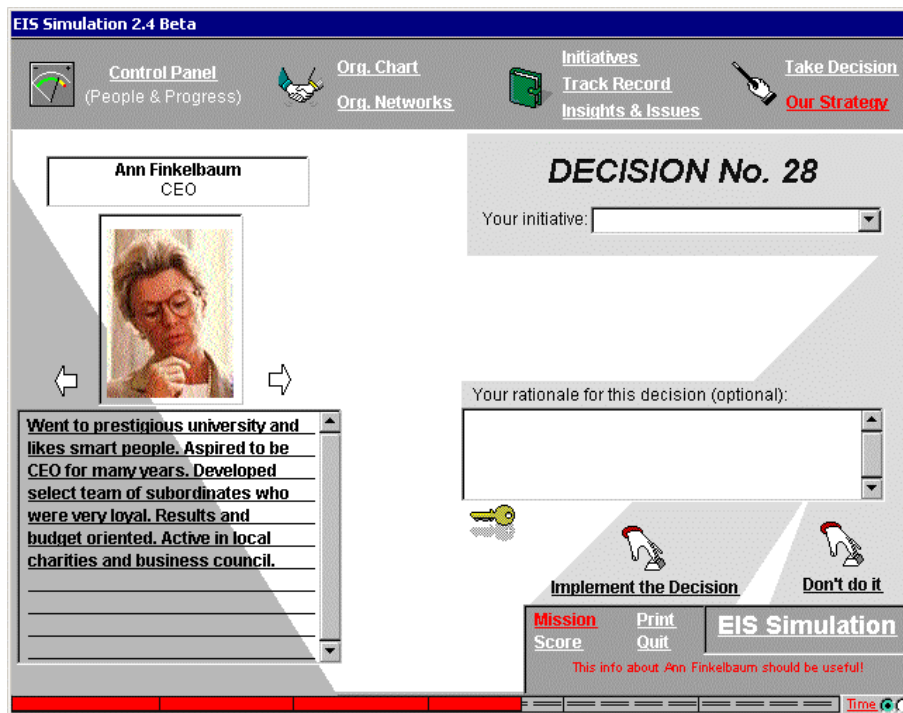 EIS Simulation 2.4 Beta
Control Panel
(People & Progress)
Org. Chart
Org. Networks
Initiatives
Track Record
Insights & Issues
Take Decision
Our Strategy
Ann Finkelbaum
CEO
DECISION No. 28
Your initiative:
Went to prestigious university and
likes smart people. Aspired to be
CEO for many years. Developed
select team of subordinates who
were very loyal. Results and
budget oriented. Active in local
charities and business council.
Your rationale for this decision (optional):
Implement the Decision
Don't do it
Mission
Print
Score
Quit
EIS Simulation
This info about Ann Finkelbaum should be useful!
Time